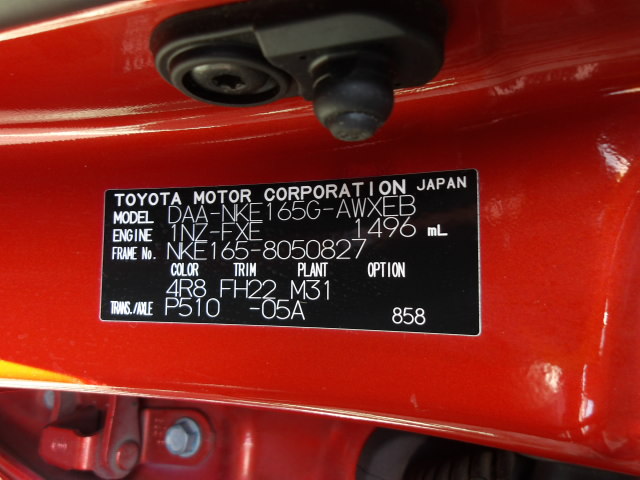 TOYOTA MOTOR CORPORATION JAPAN
MODEL DAA-NKE165G-AWXEB
ENGINE 1NZ-FXE 1496 mL
FRAME No. NKE165-8050827
COLOR TRIM PLANT OPTION
4R8 FH22 M31
TRANS./AXLE P510 -05A 858